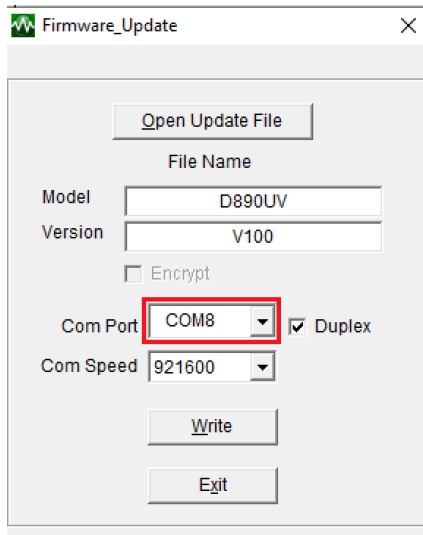 Firmware_Update
Open Update File
File Name
Model D890UV
Version V100
Encrypt
Com Port COM8 Duplex
Com Speed 921600
Write
Exit